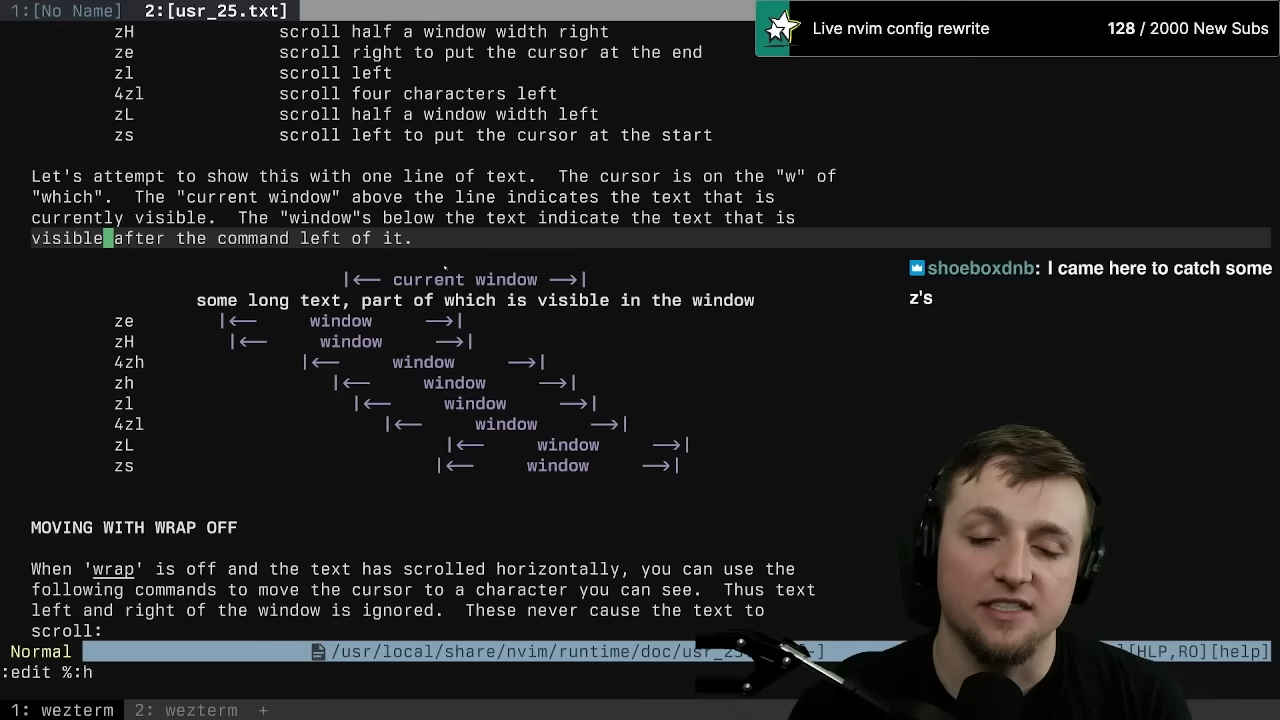 1:[No Name]  2:[usr_25.txt]
Live nvim config rewrite 128 / 2000 New Subs
zH scroll half a window width right
ze scroll right to put the cursor at the end
zl scroll left
4zl scroll four characters left
zL scroll half a window width left
zs scroll left to put the cursor at the start
Let's attempt to show this with one line of text.  The cursor is on the "w" of
"which".  The "current window" above the line indicates the text that is
currently visible.  The "window"s below the text indicate the text that is
visible after the command left of it.
shoeboxdnb: I came here to catch some
z's
|<-- current window -->|
some long text, part of which is visible in the window
ze |<-- window -->|
zH |<-- window -->|
4zh |<-- window -->|
zh |<-- window -->|
zl |<-- window -->|
4zl |<-- window -->|
zL |<-- window -->|
zs |<-- window -->|
MOVING WITH WRAP OFF
When 'wrap' is off and the text has scrolled horizontally, you can use the
following commands to move the cursor to a character you can see.  Thus text
left and right of the window is ignored.  These never cause the text to
scroll:
Normal /usr/local/share/nvim/runtime/doc/usr_25 [HLP,RO][help]
:edit %:h
1: wezterm 2: wezterm +